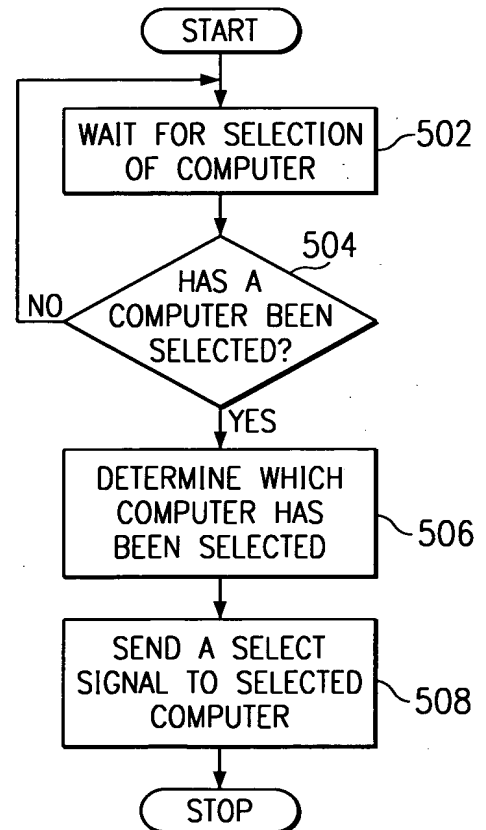 START
WAIT FOR SELECTION
OF COMPUTER
502
504
HAS A
COMPUTER BEEN
SELECTED?
NO
YES
DETERMINE WHICH
COMPUTER HAS
BEEN SELECTED
506
SEND A SELECT
SIGNAL TO SELECTED
COMPUTER
508
STOP